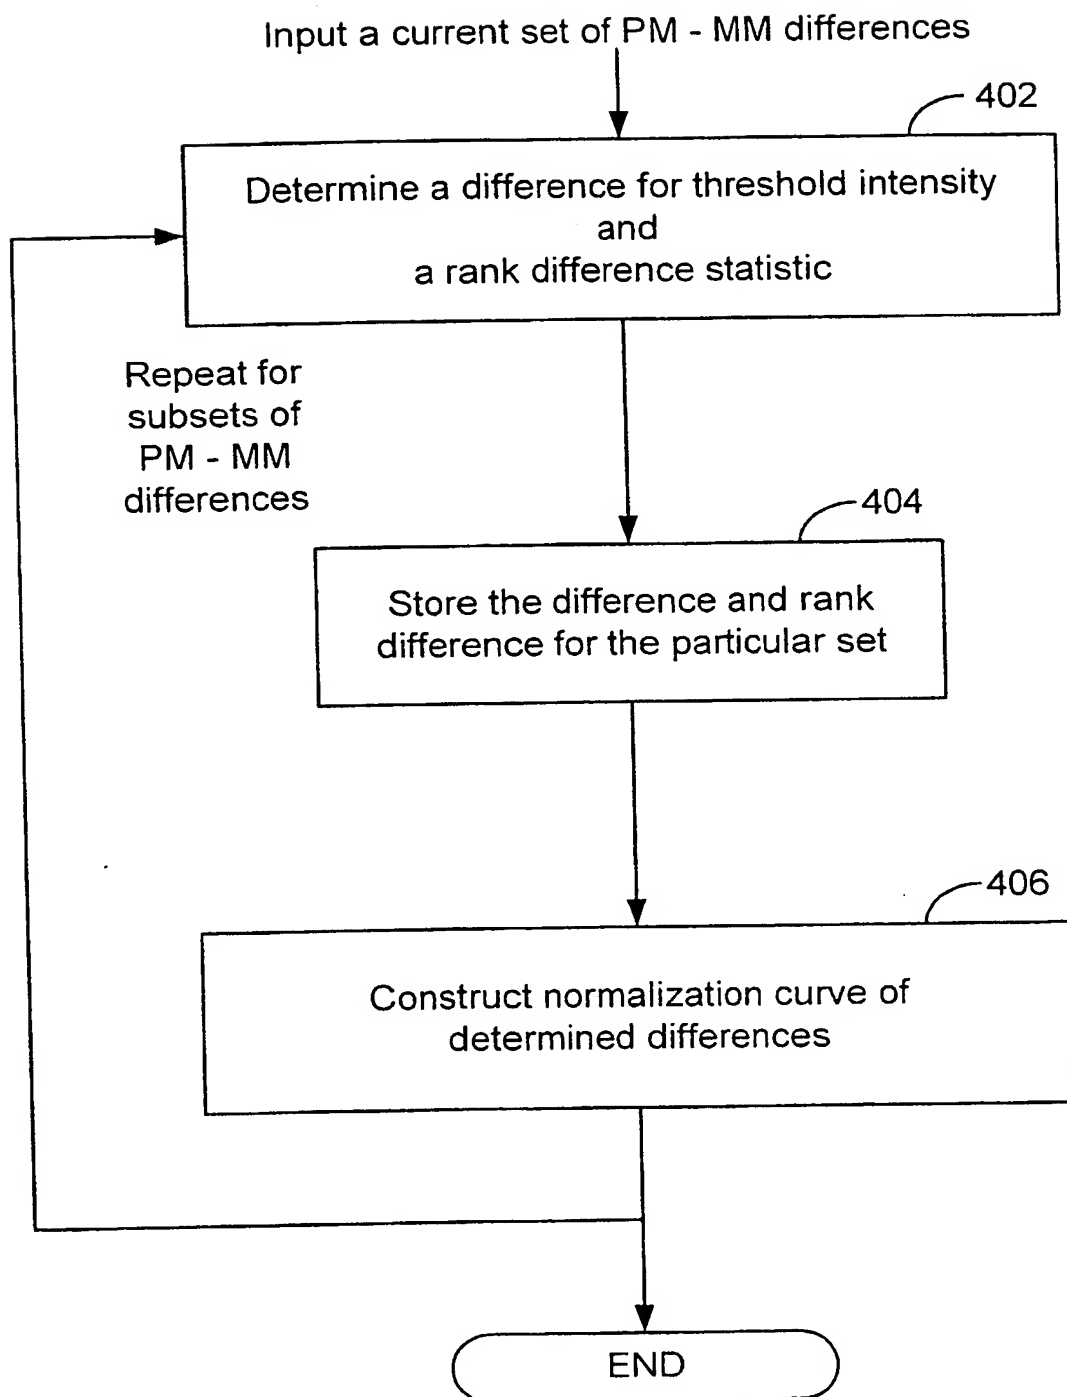 Input a current set of PM - MM differences
402
Determine a difference for threshold intensity
and
a rank difference statistic
Repeat for
subsets of
PM - MM
differences
404
Store the difference and rank
difference for the particular set
406
Construct normalization curve of
determined differences
END